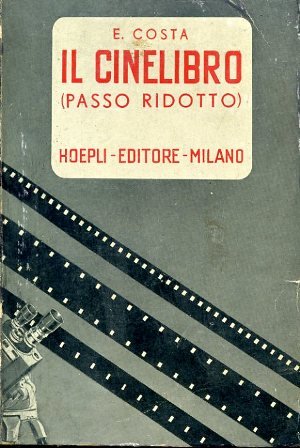 E. COSTA
IL CINELIBRO
(PASSO RIDOTTO)
HOEPLI-EDITORE-MILANO